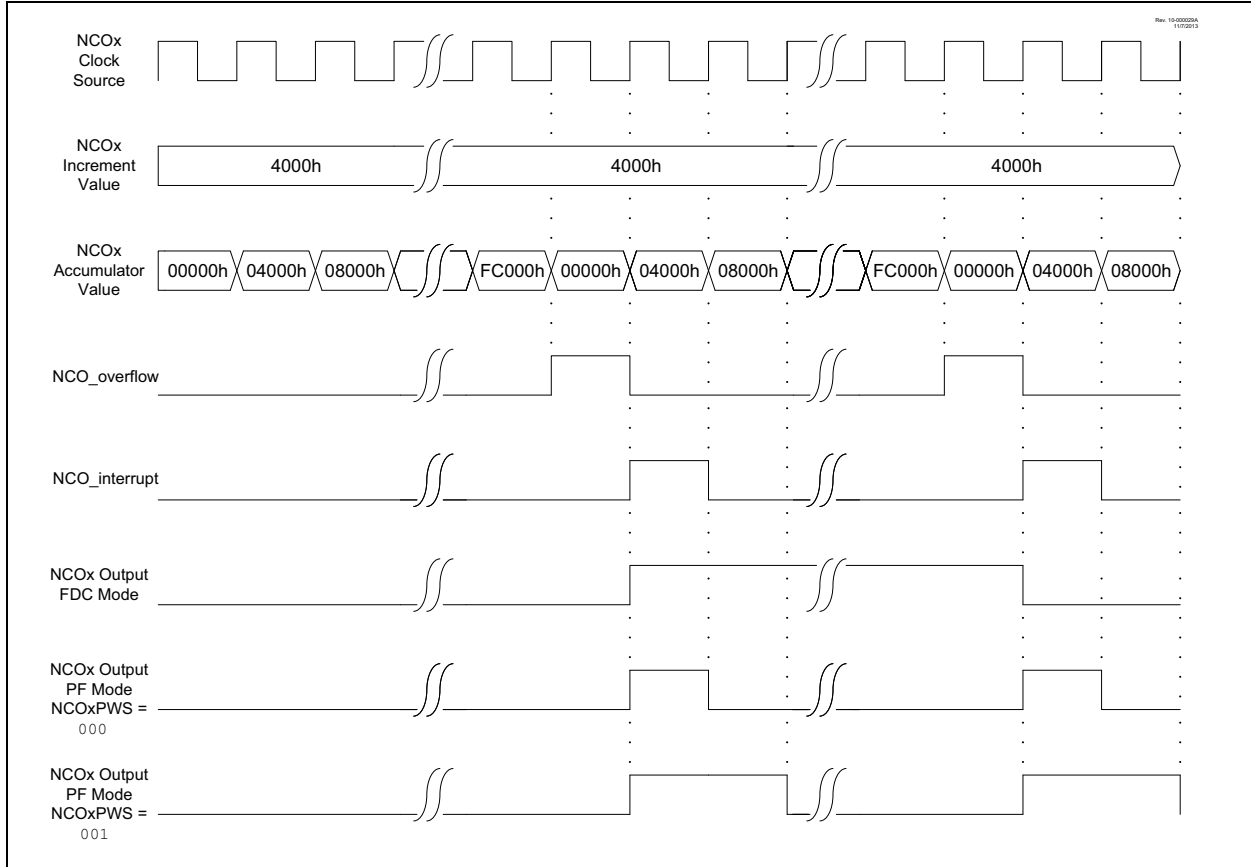 Rev. 10-000029A
11/7/2013
NCOx
Clock
Source
NCOx
Increment
Value
4000h
4000h
4000h
NCOx
Accumulator
Value
00000h 04000h 08000h FC000h 00000h 04000h 08000h FC000h 00000h 04000h 08000h
NCO_overflow
NCO_interrupt
NCOx Output
FDC Mode
NCOx Output
PF Mode
NCOxPWS =
000
NCOx Output
PF Mode
NCOxPWS =
001